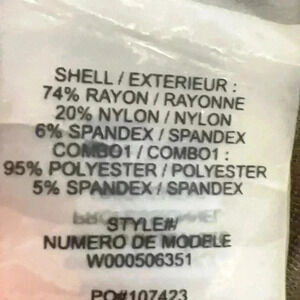 SHELL / EXTERIEUR :
74% RAYON / RAYONNE
20% NYLON / NYLON
6% SPANDEX / SPANDEX
COMBO1 / COMBO1 :
95% POLYESTER / POLYESTER
5% SPANDEX / SPANDEX
STYLE#/
NUMERO DE MODELE
W000506351
PO#107423